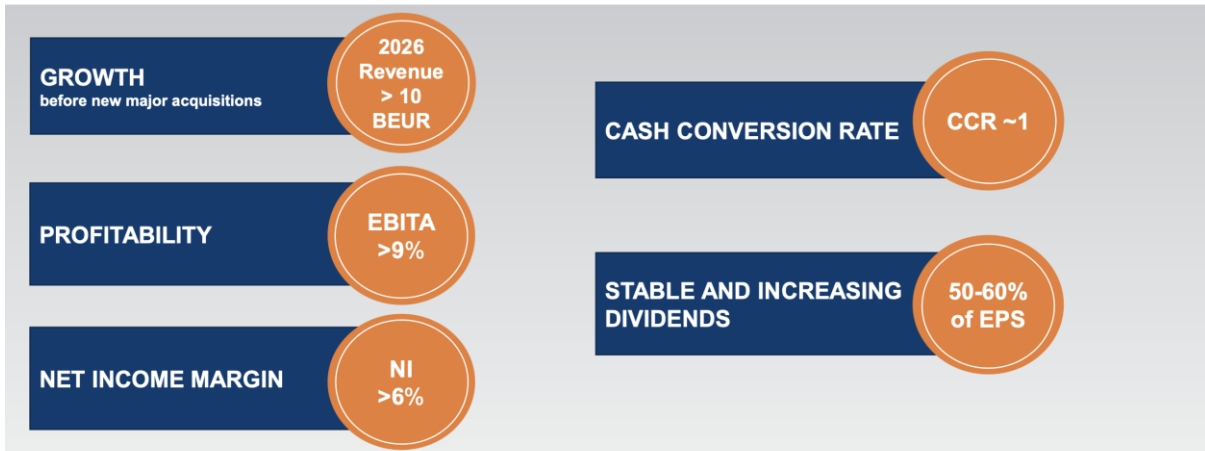 GROWTH
before new major acquisitions
2026
Revenue
> 10
BEUR
PROFITABILITY
EBITA
>9%
NET INCOME MARGIN
NI
>6%
CASH CONVERSION RATE
CCR ~1
STABLE AND INCREASING
DIVIDENDS
50-60%
of EPS